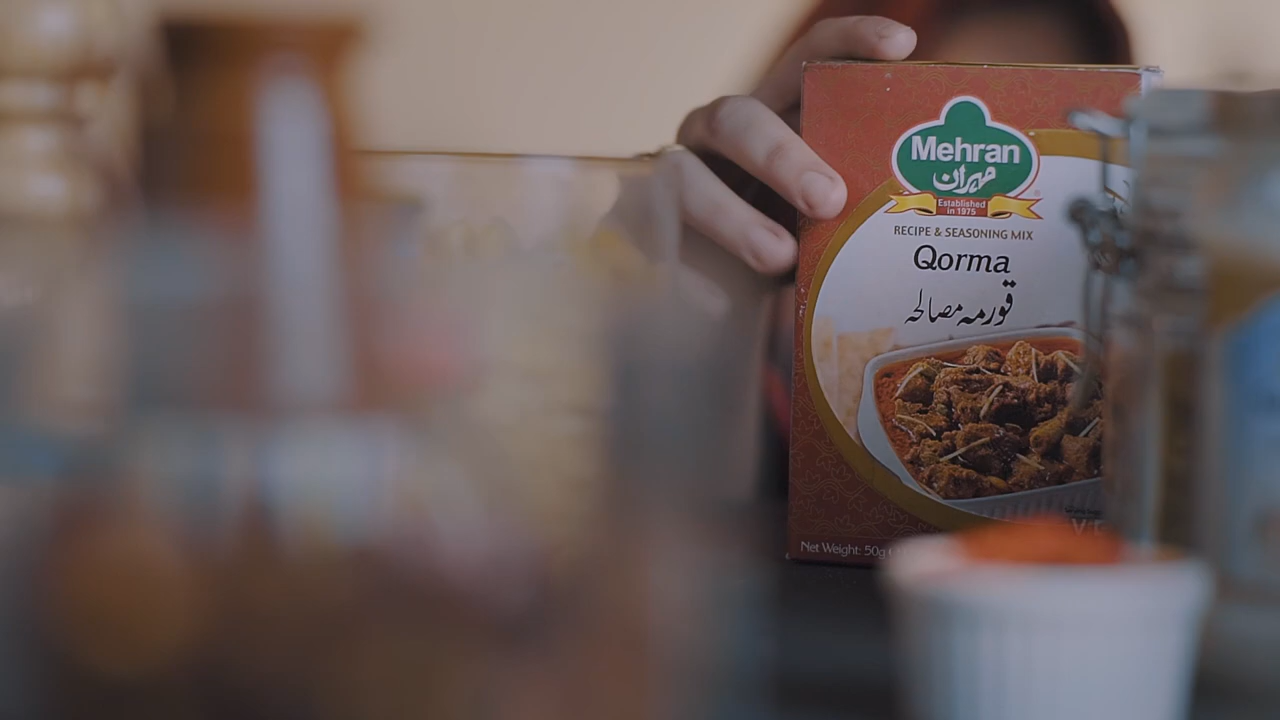 Mehran
مہران
Established
in 1975
RECIPE & SEASONING MIX
Qorma
قورمہ مصالحہ
Net Weight: 50g